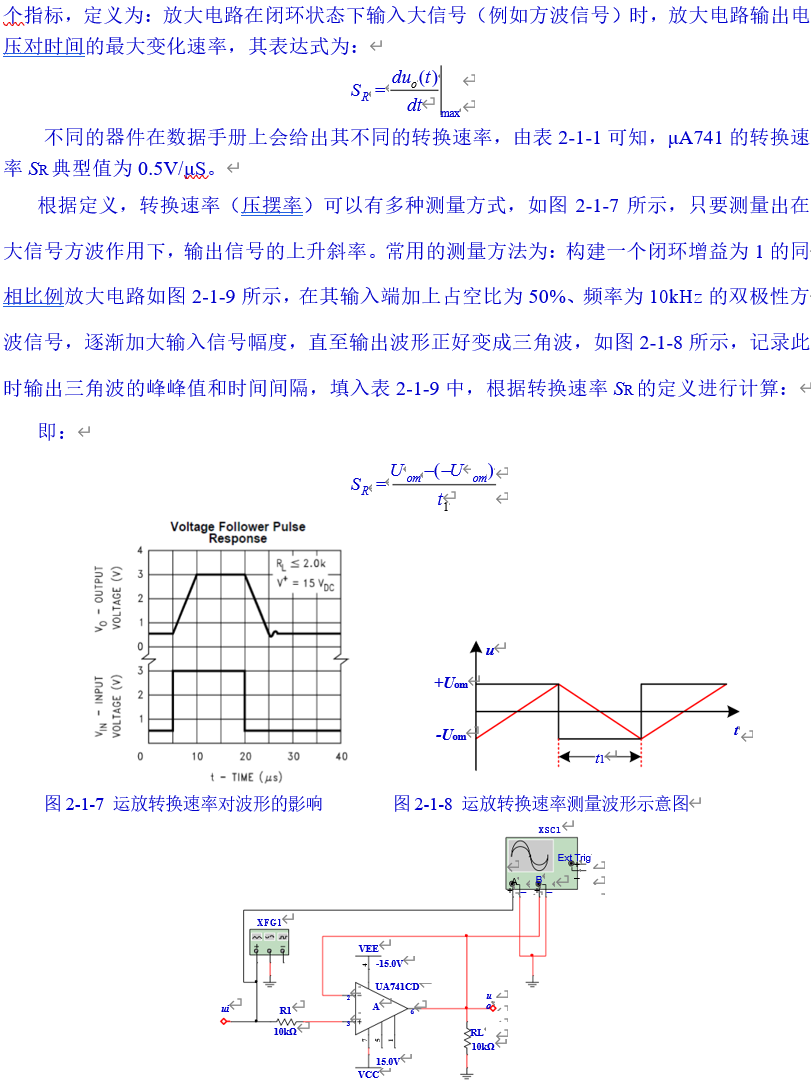 个指标，定义为：放大电路在闭环状态下输入大信号（例如方波信号）时，放大电路输出电
压对时间的最大变化速率，其表达式为：
S_R = du_o(t)/dt |max
不同的器件在数据手册上会给出其不同的转换速率，由表 2-1-1 可知，μA741 的转换速
率 SR 典型值为 0.5V/μS。
根据定义，转换速率（压摆率）可以有多种测量方式，如图 2-1-7 所示，只要测量出在
大信号方波作用下，输出信号的上升斜率。常用的测量方法为：构建一个闭环增益为 1 的同
相比例放大电路如图 2-1-9 所示，在其输入端加上占空比为 50%、频率为 10kHz 的双极性方
波信号，逐渐加大输入信号幅度，直至输出波形正好变成三角波，如图 2-1-8 所示，记录此
时输出三角波的峰峰值和时间间隔，填入表 2-1-9 中，根据转换速率 SR 的定义进行计算：
即：
S_R = U_om-(-U_om)/t_1
Voltage Follower Pulse
Response
V_O - OUTPUT
VOLTAGE (V)
4
3
2
1
0
R_L ≤ 2.0k
V+ = 15 V_DC
V_IN - INPUT
VOLTAGE (V)
3
2
1
0 10 20 30 40
t - TIME (μs)
u
+Uom
-Uom
t
t1
图 2-1-7 运放转换速率对波形的影响
图 2-1-8 运放转换速率测量波形示意图
XSC1
Ext Trig
+
−
A B
+ − + −
XFG1
VEE
-15.0V
4
UA741CD
2
A
6
3
7 5 1
ui
R1
10kΩ
u
o
RL
10kΩ
15.0V
VCC